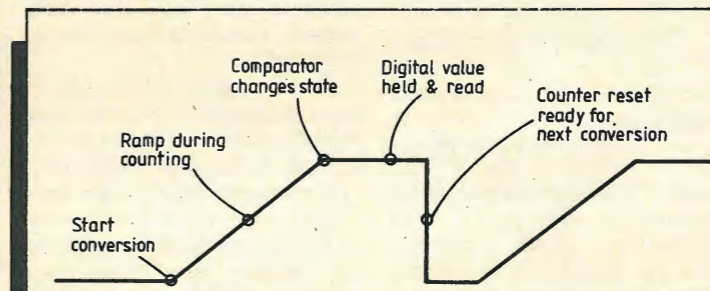 Comparator
changes state
Digital value
held & read
Counter reset
ready for
next conversion
Ramp during
counting
Start
conversion